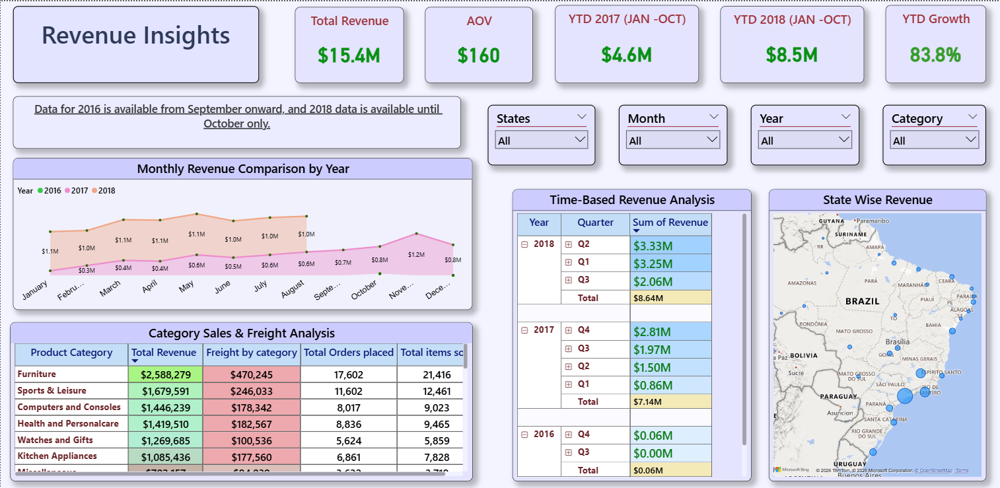 Revenue Insights
Total Revenue
$15.4M
AOV
$160
YTD 2017 (JAN -OCT)
$4.6M
YTD 2018 (JAN -OCT)
$8.5M
YTD Growth
83.8%
Data for 2016 is available from September onward, and 2018 data is available until
October only.
States
All
Month
All
Year
All
Category
All
Monthly Revenue Comparison by Year
Year 2016 2017 2018
$1.1M $1.0M $1.1M $1.1M $1.1M $1.0M $1.0M $1.0M
$0.3M $0.4M $0.4M $0.6M $0.5M $0.6M $0.6M $0.7M $0.8M $1.2M $0.8M
January Febru... March April May June July August Septe... October Nove... Dece...
Category Sales & Freight Analysis
Product Category Total Revenue Freight by category Total Orders placed Total items so
Furniture $2,588,279 $470,245 17,602 21,416
Sports & Leisure $1,679,591 $246,033 11,602 12,461
Computers and Consoles $1,446,239 $178,342 8,017 9,023
Health and Personalcare $1,419,510 $182,567 8,836 9,465
Watches and Gifts $1,269,685 $100,536 5,624 5,859
Kitchen Appliances $1,085,436 $177,560 6,861 7,828
Time-Based Revenue Analysis
Year Quarter Sum of Revenue
2018 Q2 $3.33M
Q1 $3.25M
Q3 $2.06M
Total $8.64M
2017 Q4 $2.81M
Q3 $1.97M
Q2 $1.50M
Q1 $0.86M
Total $7.14M
2016 Q4 $0.06M
Q3 $0.00M
Total $0.06M
State Wise Revenue
GUYANA
Paramaribo
SURINAME
RR
AMAPÁ
AMAZONAS
PARÁ
MARANHÃO
CEARÁ
PARAÍBA
PIAUÍ
PE
ALAGOAS
SE
BRAZIL
TO
BAHIA
RONDÔNIA
MATO GROSSO
Brasília
GOIÁS
a Paz
BOLIVIA
Sucre
MINAS GERAIS
ESPÍRITO SANTO
MATO GROSSO
DO SUL
SÃO PAULO
RIO DE
JANEIRO
PARAGUAY
PARANÁ
Asuncion
SANTA CATARINA
RIO GRANDE
DO SUL
URUGUAY
Buenos Aires
Microsoft Bing
© 2026 TomTom, © 2026 Microsoft Corporation, © OpenStreetMap Terms